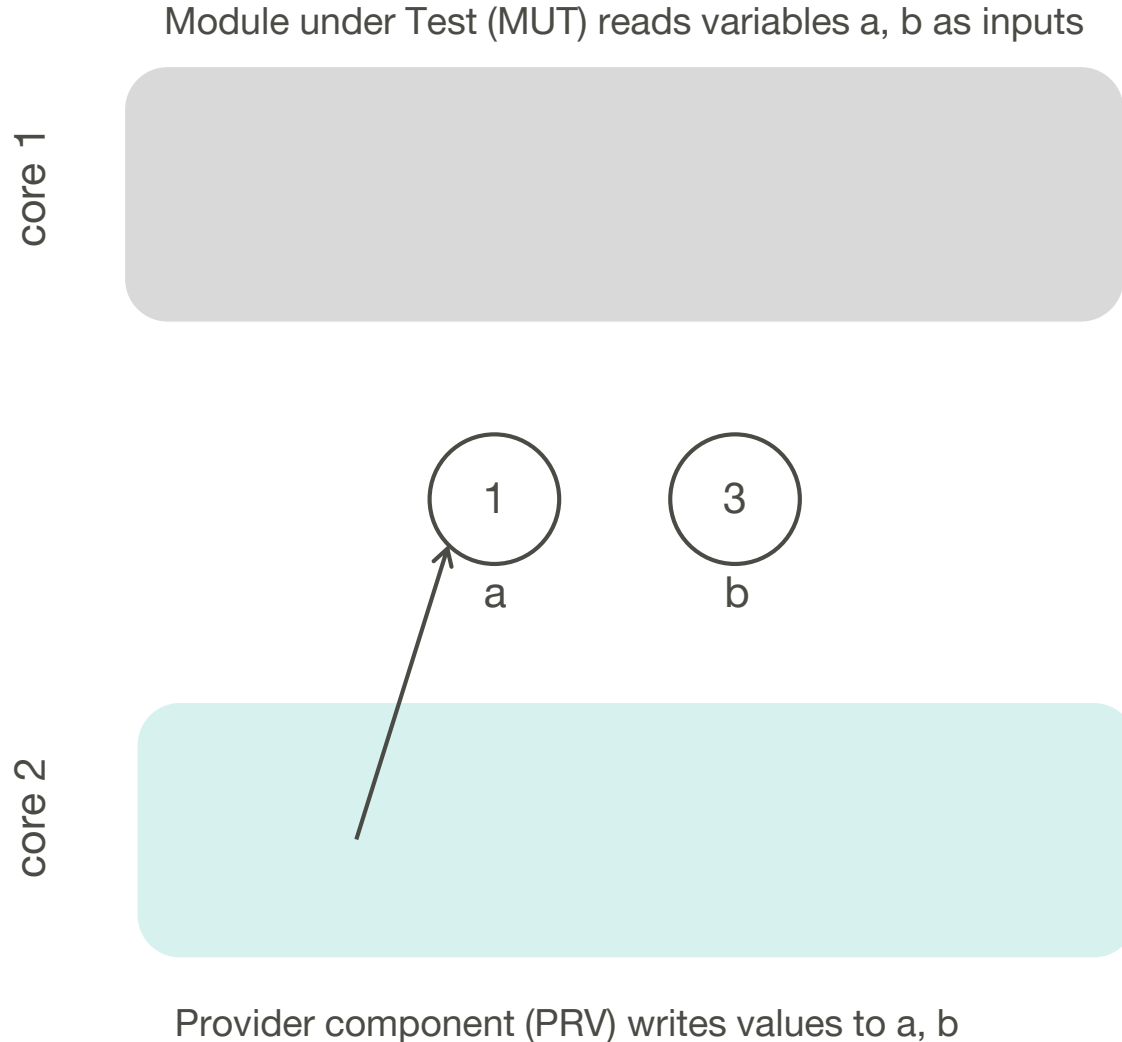 Module under Test (MUT) reads variables a, b as inputs
core 1
1
3
a
b
core 2
Provider component (PRV) writes values to a, b